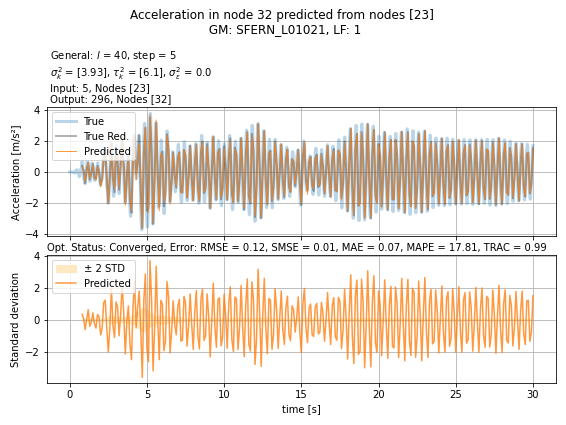 Acceleration in node 32 predicted from nodes [23]
GM: SFERN_L01021, LF: 1
General: l = 40, step = 5
σ²ₖ = [3.93], τ²ₖ = [6.1], σ²ε = 0.0
Input: 5, Nodes [23]
Output: 296, Nodes [32]
4
2
0
−2
−4
Acceleration [m/s²]
True
True Red.
Predicted
Opt. Status: Converged, Error: RMSE = 0.12, SMSE = 0.01, MAE = 0.07, MAPE = 17.81, TRAC = 0.99
4
2
0
−2
Standard deviation
± 2 STD
Predicted
0 5 10 15 20 25 30
time [s]